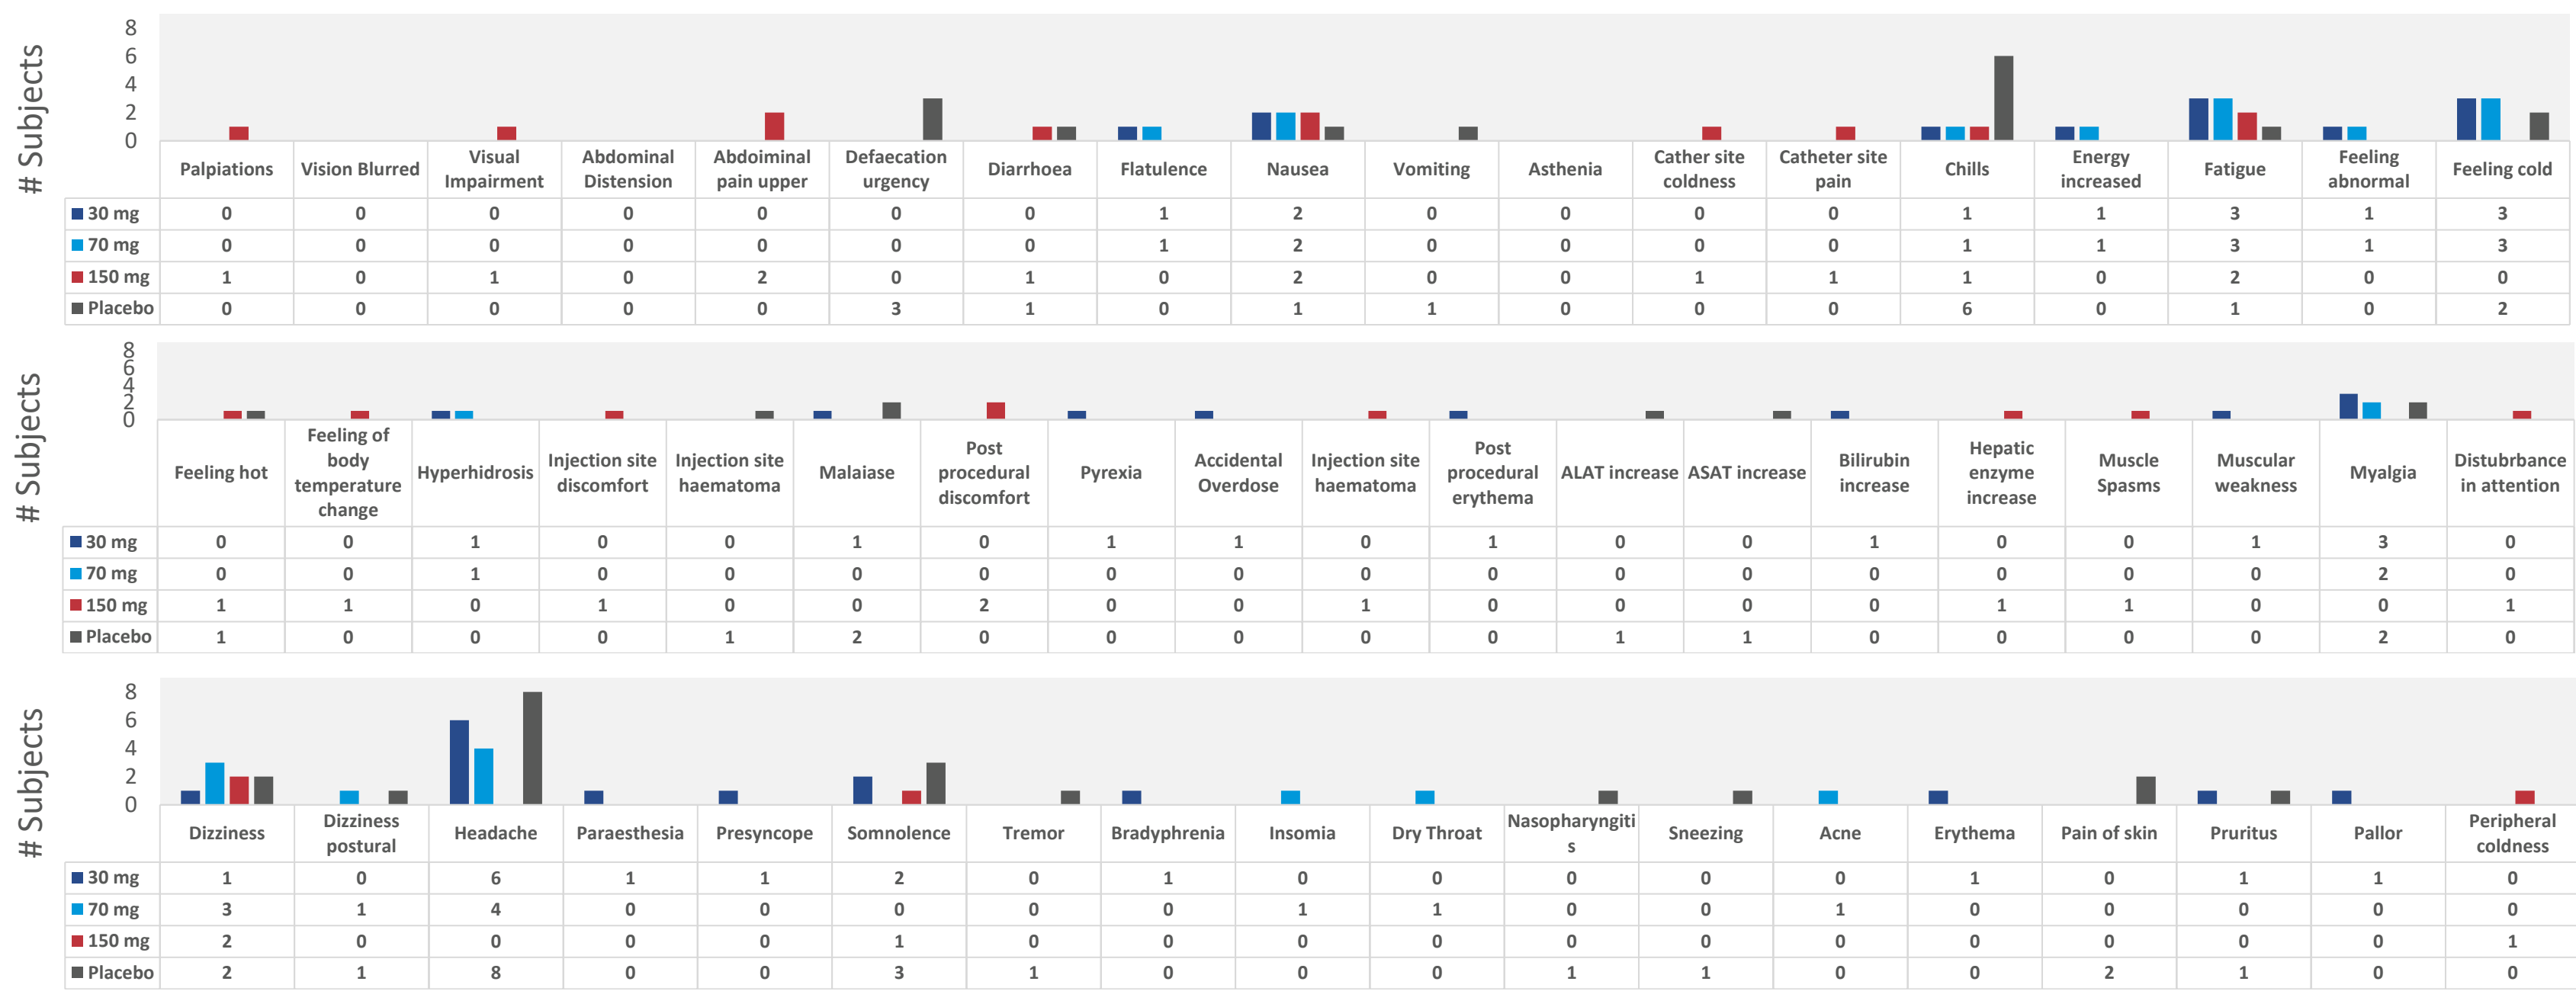 # Subjects
8
6
4
2
0
Palpiations Vision Blurred Visual Impairment Abdominal Distension Abdoiminal pain upper Defaecation urgency Diarrhoea Flatulence Nausea Vomiting Asthenia Cather site coldness Catheter site pain Chills Energy increased Fatigue Feeling abnormal Feeling cold
30 mg 0 0 0 0 0 0 0 1 2 0 0 0 0 1 1 3 1 3
70 mg 0 0 0 0 0 0 0 1 2 0 0 0 0 1 1 3 1 3
150 mg 1 0 1 0 2 0 1 0 2 0 0 1 1 1 0 2 0 0
Placebo 0 0 0 0 0 3 1 0 1 1 0 0 0 6 0 1 0 2
# Subjects
8
6
4
2
0
Feeling hot Feeling of body temperature change Hyperhidrosis Injection site discomfort Injection site haematoma Malaiase Post procedural discomfort Pyrexia Accidental Overdose Injection site haematoma Post procedural erythema ALAT increase ASAT increase Bilirubin increase Hepatic enzyme increase Muscle Spasms Muscular weakness Myalgia Distubrbance in attention
30 mg 0 0 1 0 0 1 0 1 1 0 1 0 0 1 0 0 1 3 0
70 mg 0 0 1 0 0 0 0 0 0 0 0 0 0 0 0 0 0 2 0
150 mg 1 1 0 1 0 0 2 0 0 1 0 0 0 0 1 1 0 0 1
Placebo 1 0 0 0 1 2 0 0 0 0 0 1 1 0 0 0 0 2 0
# Subjects
8
6
4
2
0
Dizziness Dizziness postural Headache Paraesthesia Presyncope Somnolence Tremor Bradyphrenia Insomia Dry Throat Nasopharyngitis Sneezing Acne Erythema Pain of skin Pruritus Pallor Peripheral coldness
30 mg 1 0 6 1 1 2 0 1 0 0 0 0 0 1 0 1 1 0
70 mg 3 1 4 0 0 0 0 0 1 1 0 0 1 0 0 0 0 0
150 mg 2 0 0 0 0 1 0 0 0 0 0 0 0 0 0 0 0 1
Placebo 2 1 8 0 0 3 1 0 0 0 1 1 0 0 2 1 0 0